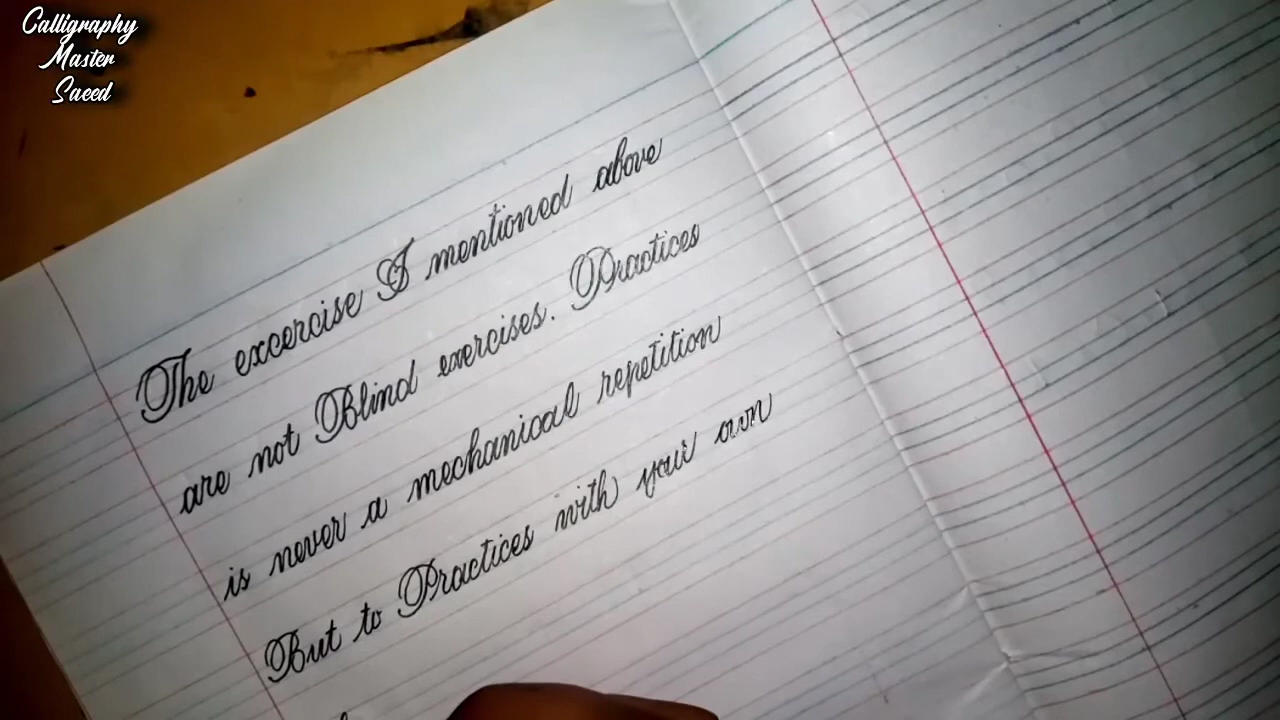 Calligraphy
Master
Saeed
The excercise I mentioned above
are not Blind exercises. Practices
is never a mechanical repetition
But to Practices with your own